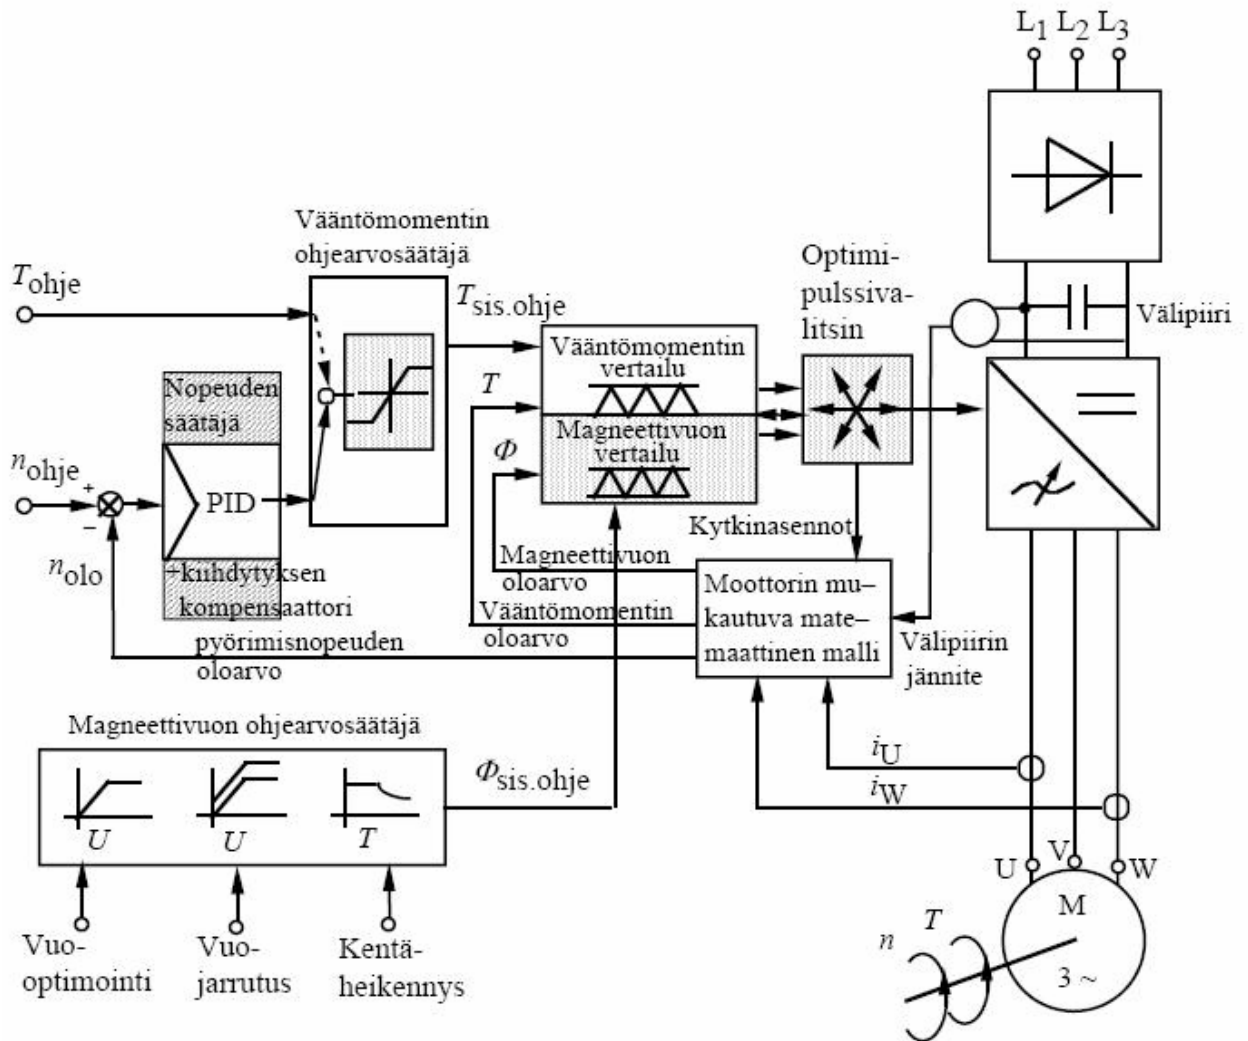 L1 L2 L3
Vääntömomentin
ohjearvosäätäjä
Tohje
Tsis.ohje
Optimi-
pulssiva-
litsin
Välipiiri
Vääntömomentin
vertailu
T
Nopeuden
säätäjä
Magneettivuon
vertailu
Φ
nohje
+
−
PID
Kytkinasennot
nolo
+kiihdytyksen
kompensaattori
Magneettivuon
oloarvo
Vääntömomentin
oloarvo
pyörimisnopeuden
oloarvo
Moottorin mu–
kautuva mate–
maattinen malli
Välipiirin
jännite
Magneettivuon ohjearvosäätäjä
Φsis.ohje
iU
iW
U
U
T
U
V
W
M
3 ~
n
T
Vuo-
optimointi
Vuo-
jarrutus
Kentä-
heikennys